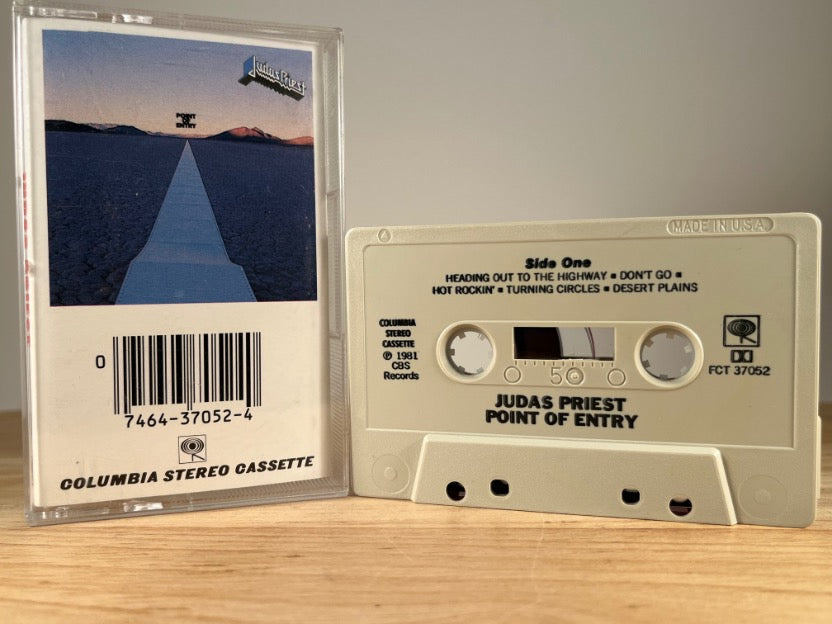 Judas Priest
POINT
OF
ENTRY
0
7464-37052-4
COLUMBIA STEREO CASSETTE
MADE IN U.S.A
Side One
HEADING OUT TO THE HIGHWAY ■ DON'T GO ■
HOT ROCKIN' ■ TURNING CIRCLES ■ DESERT PLAINS
COLUMBIA
STEREO
CASSETTE
℗ 1981
CBS
Records
FCT 37052
50
JUDAS PRIEST
POINT OF ENTRY